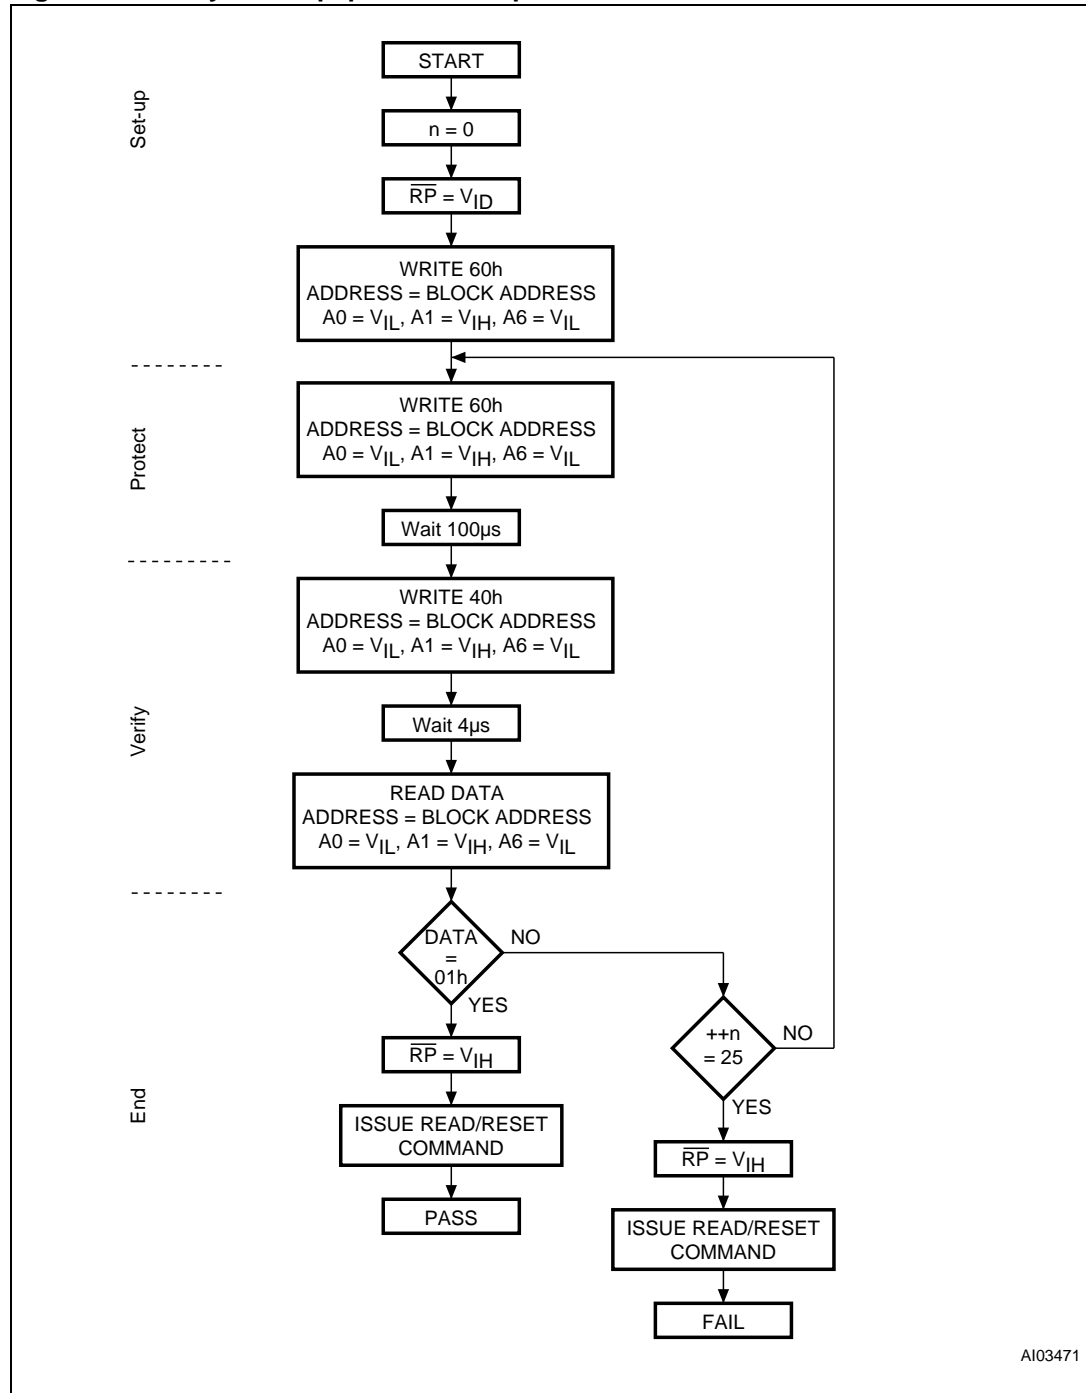 Set-up
START
n = 0
RP = VID
WRITE 60h
ADDRESS = BLOCK ADDRESS
A0 = VIL, A1 = VIH, A6 = VIL
Protect
WRITE 60h
ADDRESS = BLOCK ADDRESS
A0 = VIL, A1 = VIH, A6 = VIL
Wait 100µs
Verify
WRITE 40h
ADDRESS = BLOCK ADDRESS
A0 = VIL, A1 = VIH, A6 = VIL
Wait 4µs
READ DATA
ADDRESS = BLOCK ADDRESS
A0 = VIL, A1 = VIH, A6 = VIL
End
DATA
=
01h
NO
YES
RP = VIH
ISSUE READ/RESET
COMMAND
PASS
++n
= 25
NO
YES
RP = VIH
ISSUE READ/RESET
COMMAND
FAIL
AI03471